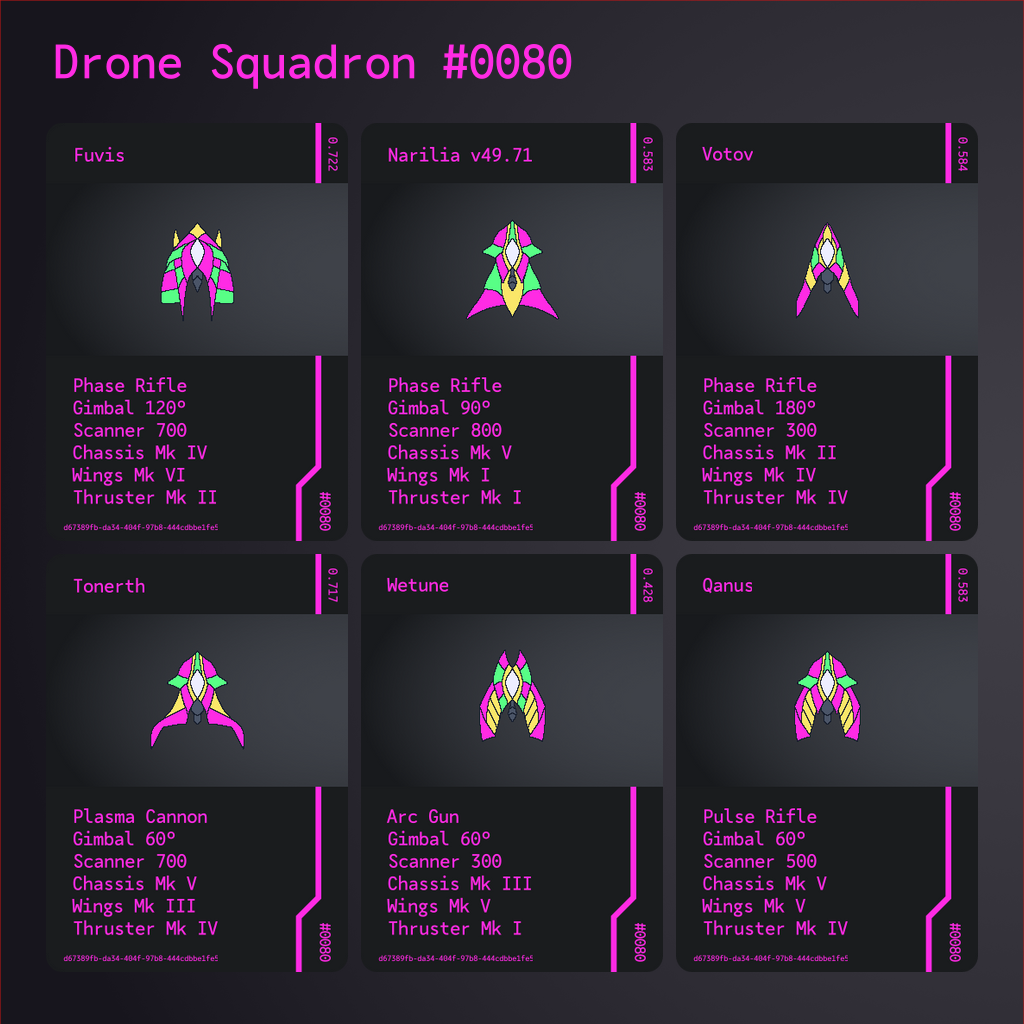 Drone Squadron #0080
Fuvis
0.722
Phase Rifle
Gimbal 120º
Scanner 700
Chassis Mk IV
Wings Mk VI
Thruster Mk II
#0080
d67389fb-da34-404f-97b8-444cdbbe1fe5
Narilia v49.71
0.583
Phase Rifle
Gimbal 90º
Scanner 800
Chassis Mk V
Wings Mk I
Thruster Mk I
#0080
d67389fb-da34-404f-97b8-444cdbbe1fe5
Votov
0.584
Phase Rifle
Gimbal 180º
Scanner 300
Chassis Mk II
Wings Mk IV
Thruster Mk IV
#0080
d67389fb-da34-404f-97b8-444cdbbe1fe5
Tonerth
0.717
Plasma Cannon
Gimbal 60º
Scanner 700
Chassis Mk V
Wings Mk III
Thruster Mk IV
#0080
d67389fb-da34-404f-97b8-444cdbbe1fe5
Wetune
0.428
Arc Gun
Gimbal 60º
Scanner 300
Chassis Mk III
Wings Mk V
Thruster Mk I
#0080
d67389fb-da34-404f-97b8-444cdbbe1fe5
Qanus
0.583
Pulse Rifle
Gimbal 60º
Scanner 500
Chassis Mk V
Wings Mk V
Thruster Mk IV
#0080
d67389fb-da34-404f-97b8-444cdbbe1fe5